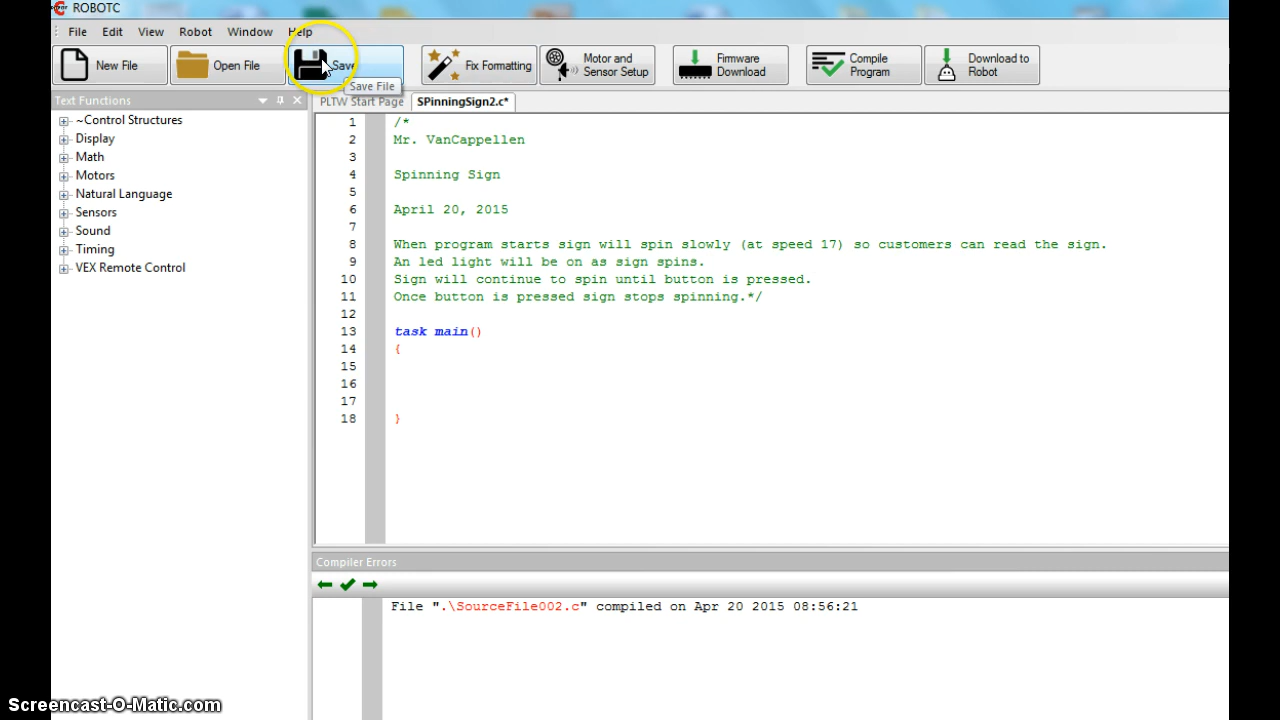 ROBOTC
File Edit View Robot Window Help
New File Open File Save Fix Formatting Motor and Sensor Setup Firmware Download Compile Program Download to Robot
Save File
Text Functions
PLTW Start Page SPinningSign2.c*
~Control Structures
Display
Math
Motors
Natural Language
Sensors
Sound
Timing
VEX Remote Control
1 /*
2 Mr. VanCappellen
3
4 Spinning Sign
5
6 April 20, 2015
7
8 When program starts sign will spin slowly (at speed 17) so customers can read the sign.
9 An led light will be on as sign spins.
10 Sign will continue to spin until button is pressed.
11 Once button is pressed sign stops spinning.*/
12
13 task main()
14 {
15
16
17
18 }
Compiler Errors
File ".\SourceFile002.c" compiled on Apr 20 2015 08:56:21
Screencast-O-Matic.com